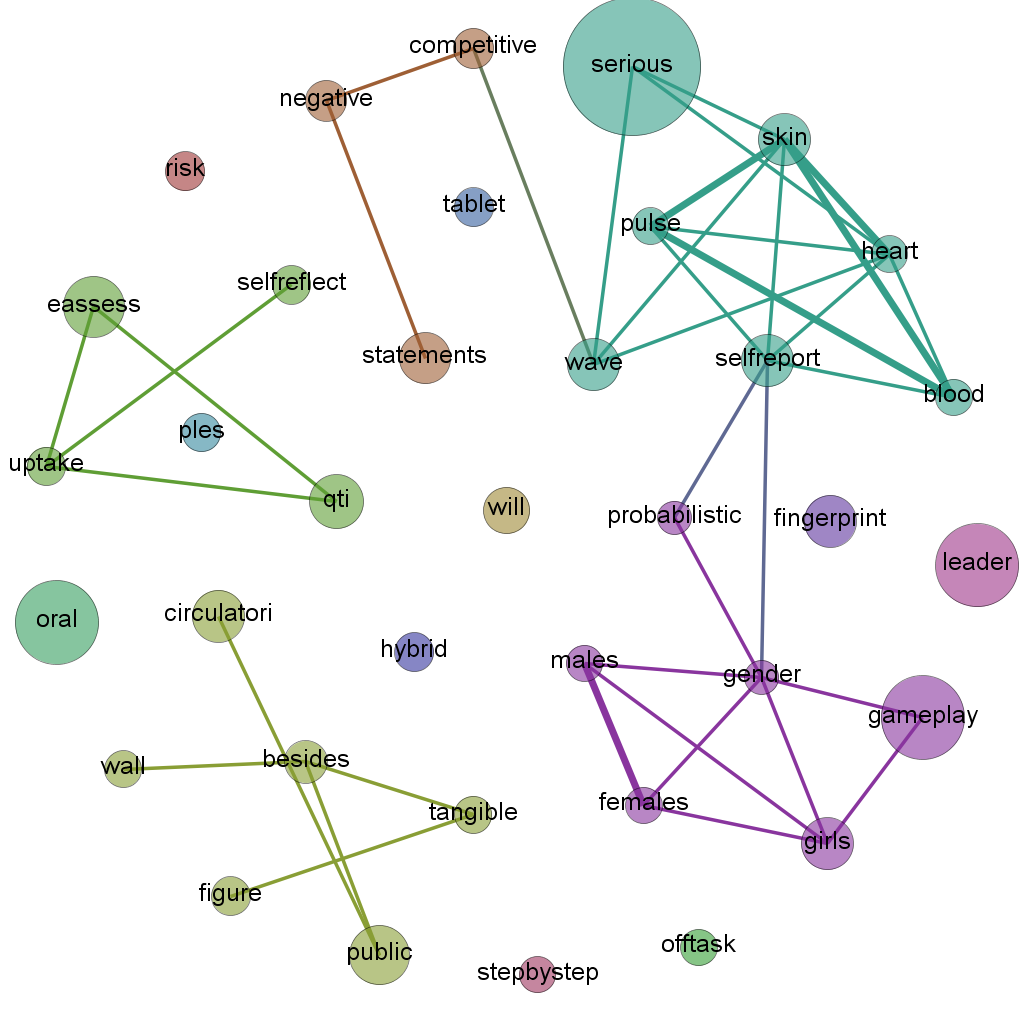 competitive
serious
negative
skin
risk
tablet
pulse
heart
selfreflect
eassess
statements
wave
selfreport
blood
ples
uptake
qti
will
probabilistic
fingerprint
leader
oral
circulatori
hybrid
males
gender
gameplay
wall
besides
females
tangible
girls
figure
public
offtask
stepbystep